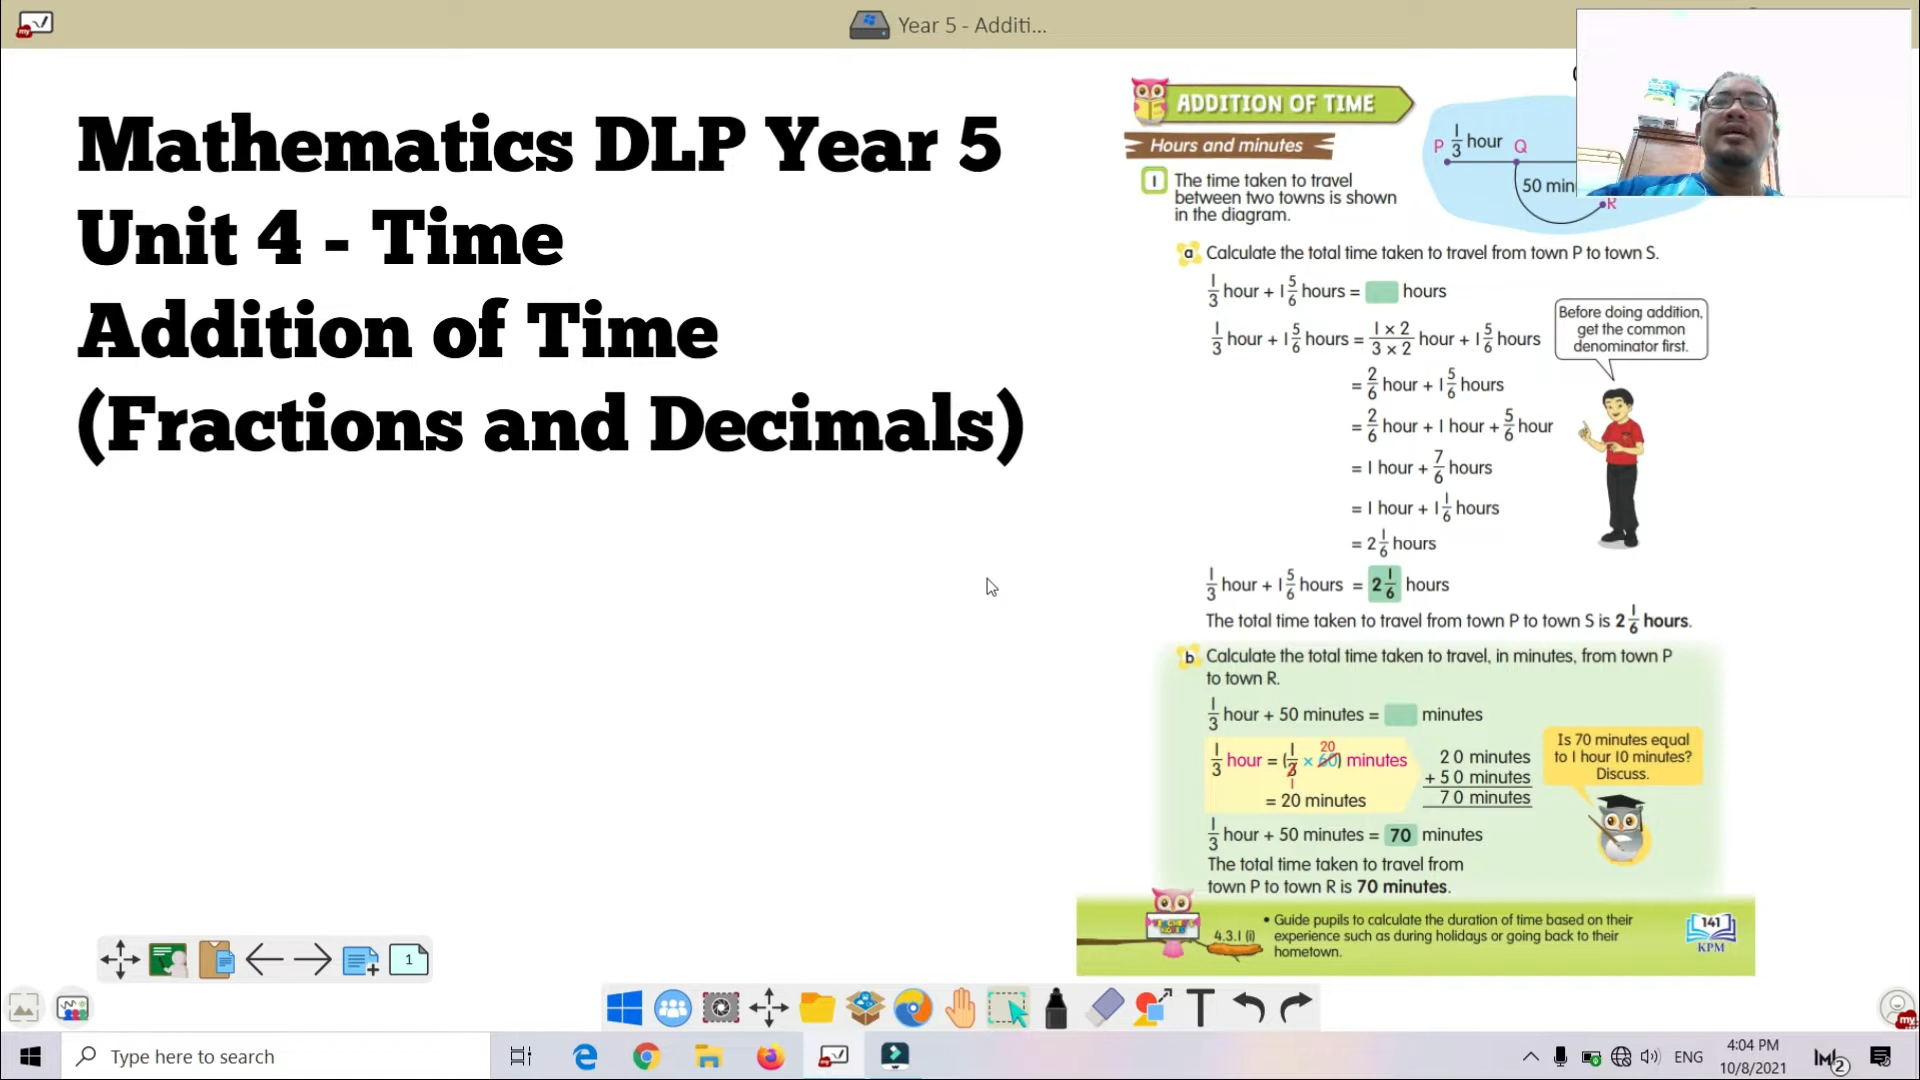 Year 5 - Additi...
Mathematics DLP Year 5
Unit 4 - Time
Addition of Time
(Fractions and Decimals)
ADDITION OF TIME
Hours and minutes
1 The time taken to travel
between two towns is shown
in the diagram.
P 1/3 hour Q
50 min
R
a Calculate the total time taken to travel from town P to town S.
1/3 hour + 1 5/6 hours = hours
1/3 hour + 1 5/6 hours = 1 × 2 / 3 × 2 hour + 1 5/6 hours
= 2/6 hour + 1 5/6 hours
= 2/6 hour + 1 hour + 5/6 hour
= 1 hour + 7/6 hours
= 1 hour + 1 1/6 hours
= 2 1/6 hours
Before doing addition,
get the common
denominator first.
1/3 hour + 1 5/6 hours = 2 1/6 hours
The total time taken to travel from town P to town S is 2 1/6 hours.
b Calculate the total time taken to travel, in minutes, from town P
to town R.
1/3 hour + 50 minutes = minutes
20
1/3 hour = (1/3 × 60) minutes
1
= 20 minutes
20 minutes
+ 50 minutes
70 minutes
Is 70 minutes equal
to 1 hour 10 minutes?
Discuss.
1/3 hour + 50 minutes = 70 minutes
The total time taken to travel from
town P to town R is 70 minutes.
4.3.1 (i)
• Guide pupils to calculate the duration of time based on their
experience such as during holidays or going back to their
hometown.
141
KPM
1
T
Type here to search
ENG
4:04 PM
10/8/2021
2